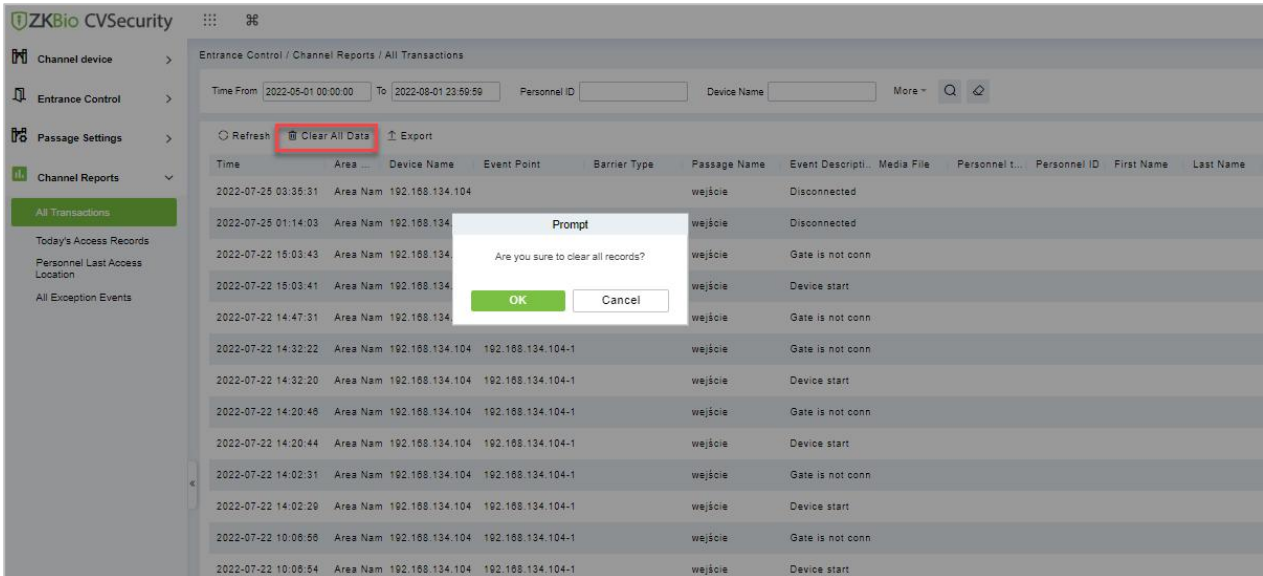 ZKBio CVSecurity
Channel device
Entrance Control
Passage Settings
Channel Reports
All Transactions
Today's Access Records
Personnel Last Access
Location
All Exception Events
Entrance Control / Channel Reports / All Transactions
Time From 2022-05-01 00:00:00 To 2022-08-01 23:59:59 Personnel ID Device Name More
Refresh Clear All Data Export
Time Area ... Device Name Event Point Barrier Type Passage Name Event Descripti.. Media File Personnel t... Personnel ID First Name Last Name
2022-07-25 03:35:31 Area Nam 192.168.134.104 wejście Disconnected
2022-07-25 01:14:03 Area Nam 192.168.134. wejście Disconnected
2022-07-22 15:03:43 Area Nam 192.168.134. wejście Gate is not conn
2022-07-22 15:03:41 Area Nam 192.168.134. wejście Device start
2022-07-22 14:47:31 Area Nam 192.168.134. wejście Gate is not conn
2022-07-22 14:32:22 Area Nam 192.168.134.104 192.168.134.104-1 wejście Gate is not conn
2022-07-22 14:32:20 Area Nam 192.168.134.104 192.168.134.104-1 wejście Device start
2022-07-22 14:20:46 Area Nam 192.168.134.104 192.168.134.104-1 wejście Gate is not conn
2022-07-22 14:20:44 Area Nam 192.168.134.104 192.168.134.104-1 wejście Device start
2022-07-22 14:02:31 Area Nam 192.168.134.104 192.168.134.104-1 wejście Gate is not conn
2022-07-22 14:02:29 Area Nam 192.168.134.104 192.168.134.104-1 wejście Device start
2022-07-22 10:06:56 Area Nam 192.168.134.104 192.168.134.104-1 wejście Gate is not conn
2022-07-22 10:06:54 Area Nam 192.168.134.104 192.168.134.104-1 wejście Device start
Prompt
Are you sure to clear all records?
OK Cancel